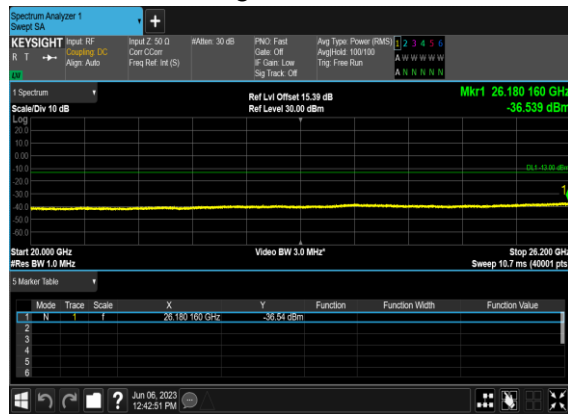 Spectrum Analyzer 1
Swept SA
+
KEYSIGHT Input: RF Input Z: 50 Ω #Atten: 30 dB PNO: Fast Avg Type: Power (RMS) 1 2 3 4 5 6
R T Coupling: DC Corr CCorr Gate: Off Avg|Hold: 100/100 A W W W W W
Align: Auto Freq Ref: Int (S) IF Gain: Low Trig: Free Run
LXI Sig Track: Off A N N N N N
1 Spectrum Ref Lvl Offset 15.39 dB Mkr1 26.180 160 GHz
Scale/Div 10 dB Ref Level 30.00 dBm -36.539 dBm
Log
20.0
10.0
0.00
-10.0 DL1 -13.00 dBm
-20.0
-30.0 1
-40.0
-50.0
-60.0
Start 20.000 GHz Video BW 3.0 MHz* Stop 26.200 GHz
#Res BW 1.0 MHz Sweep 10.7 ms (40001 pts)
5 Marker Table
Mode Trace Scale X Y Function Function Width Function Value
1 N 1 f 26.180 160 GHz -36.54 dBm
2
3
4
5
6
? Jun 06, 2023
12:42:51 PM